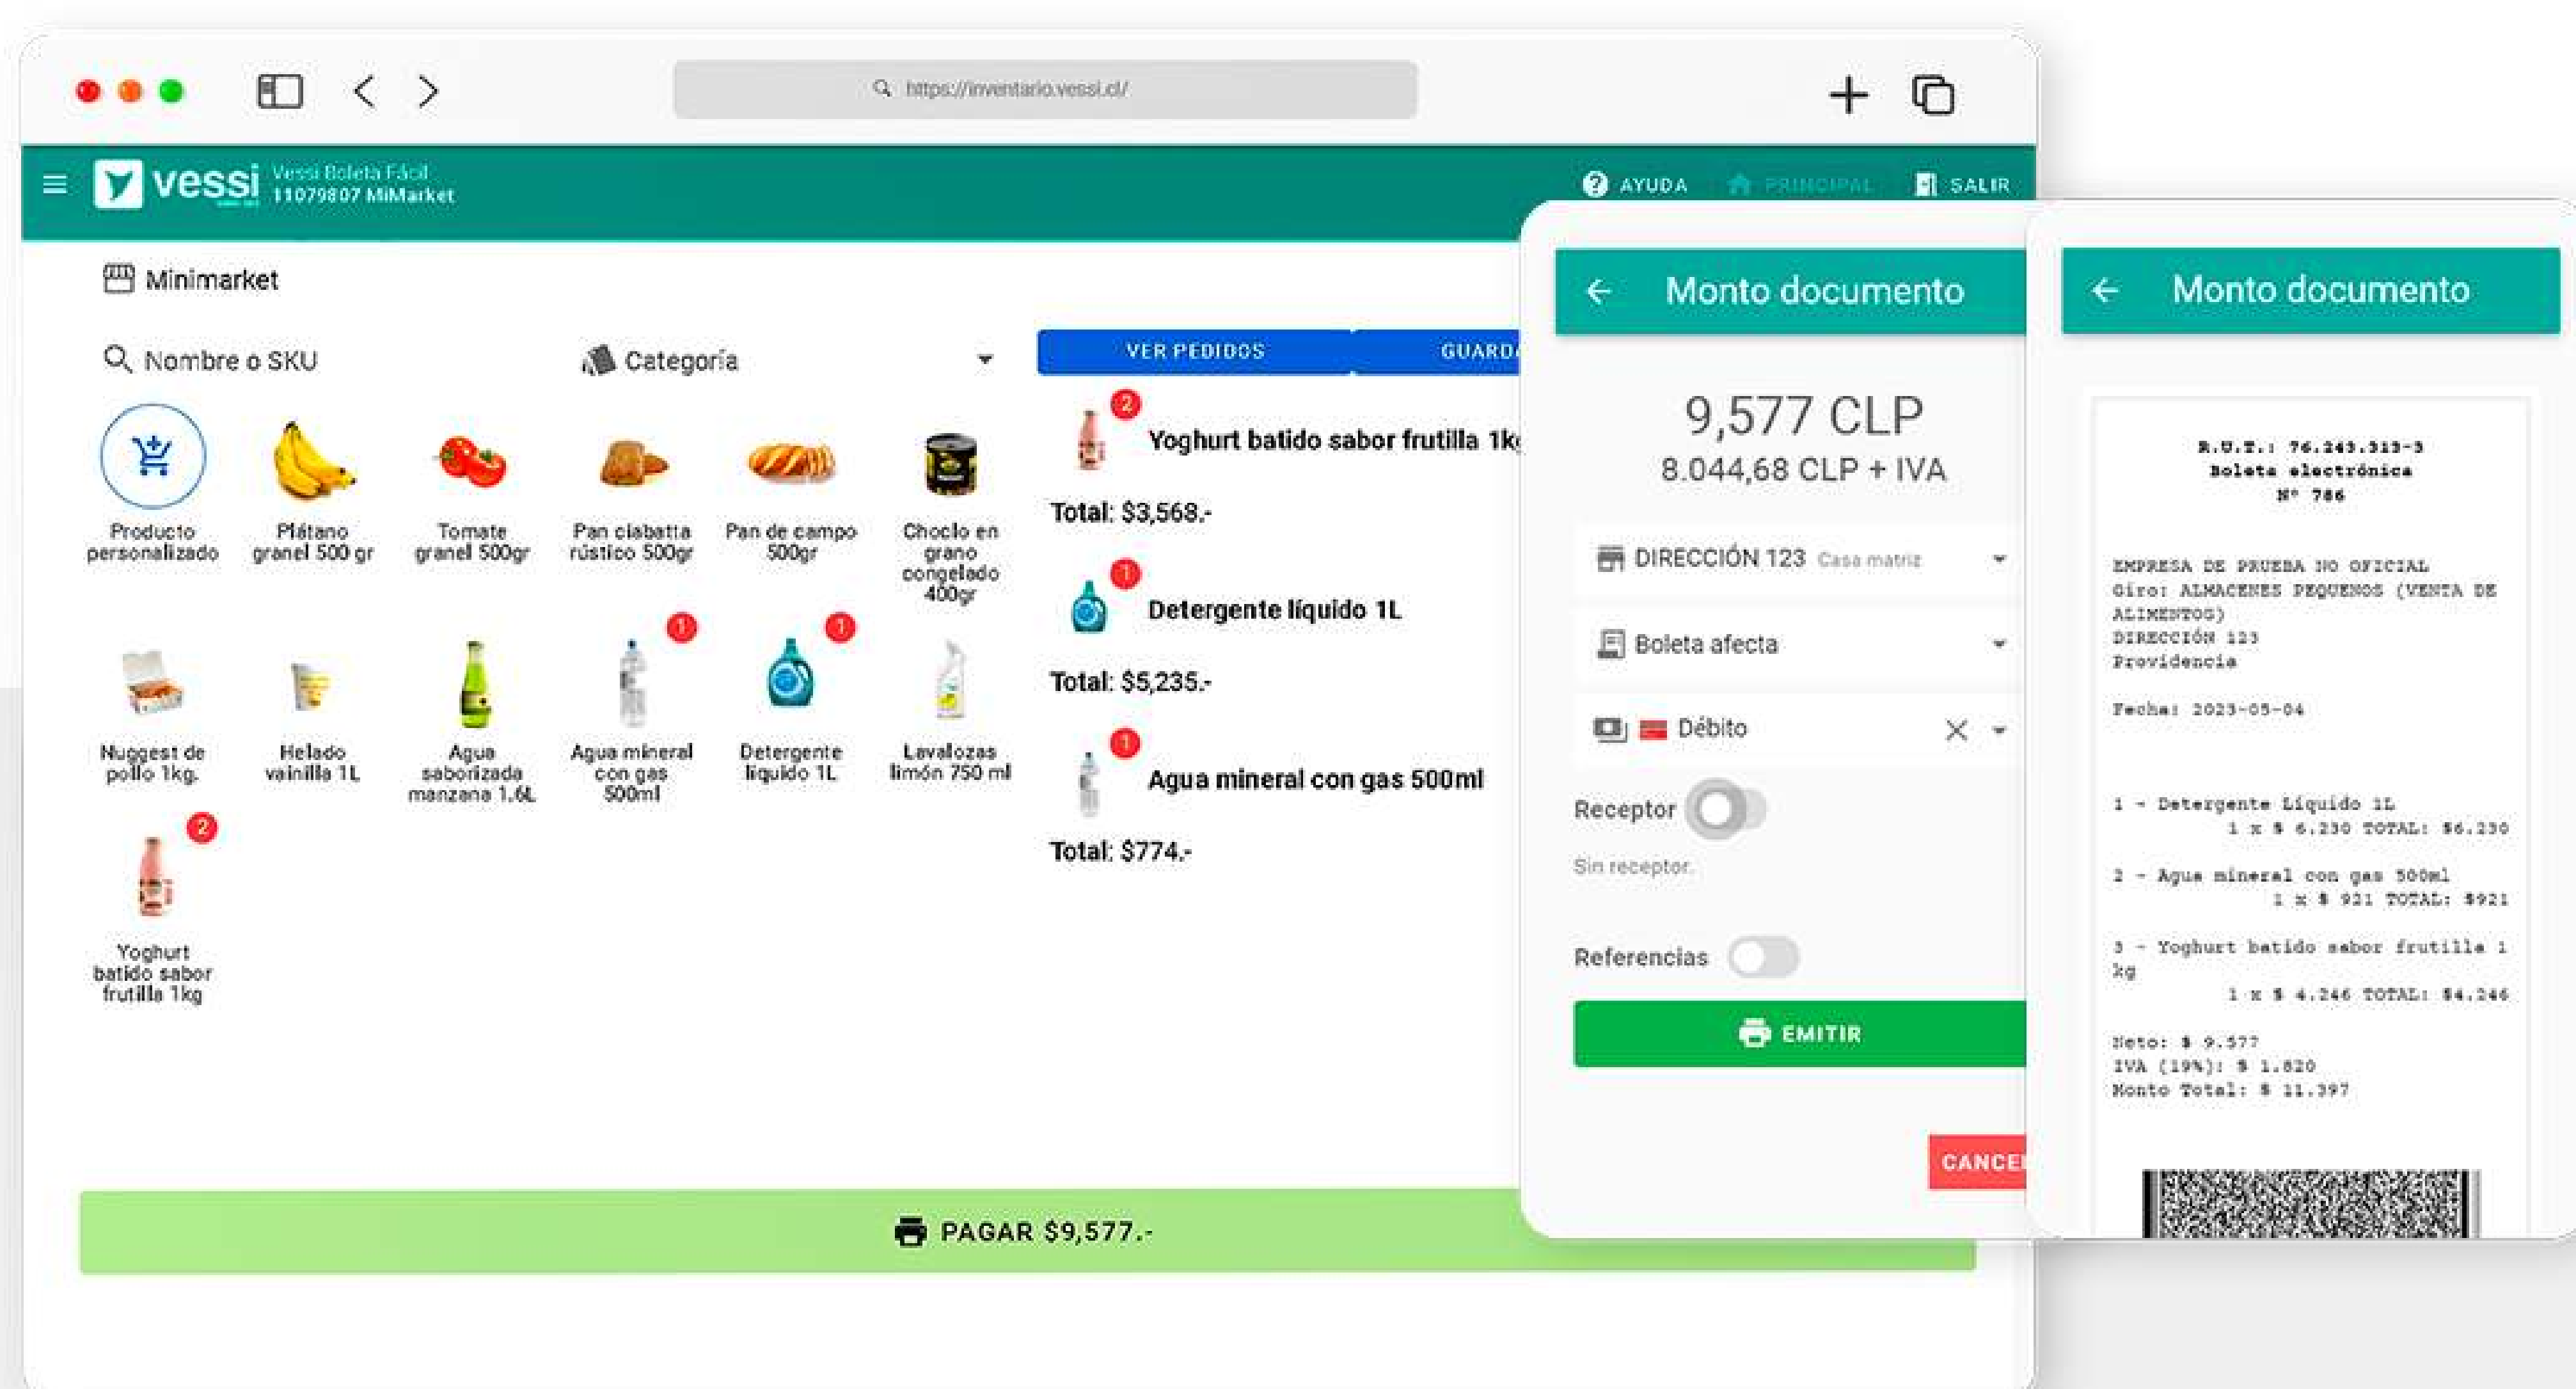 https://inventario.vessi.cl/
vessi
Vessi Boleta Fácil
11079807 MiMarket
AYUDA
PRINCIPAL
SALIR
Minimarket
Nombre o SKU
Categoría
VER PEDIDOS
GUARDA
Producto
personalizado
Plátano
granel 500 gr
Tomate
granel 500gr
Pan ciabatta
rústico 500gr
Pan de campo
500gr
Choclo en
grano
congelado
400gr
Nuggest de
pollo 1kg.
Helado
vainilla 1L
Agua
saborizada
manzana 1.6L
1
Agua mineral
con gas
500ml
1
Detergente
líquido 1L
Lavalozas
limón 750 ml
2
Yoghurt
batido sabor
frutilla 1kg
2
Yoghurt batido sabor frutilla 1kg
Total: $3,568.-
1
Detergente líquido 1L
Total: $5,235.-
1
Agua mineral con gas 500ml
Total: $774.-
PAGAR $9,577.-
Monto documento
9,577 CLP
8.044,68 CLP + IVA
DIRECCIÓN 123 Casa matriz
Boleta afecta
Débito
Receptor
Sin receptor.
Referencias
EMITIR
CANCEL
Monto documento
R.U.T.: 76.243.313-3
Boleta electrónica
N° 786
EMPRESA DE PRUEBA NO OFICIAL
Giro: ALMACENES PEQUENOS (VENTA DE
ALIMENTOS)
DIRECCIÓN 123
Providencia
Fecha: 2023-05-04
1 - Detergente Líquido 1L
1 x $ 6.230 TOTAL: $6.230
2 - Agua mineral con gas 500ml
1 x $ 921 TOTAL: $921
3 - Yoghurt batido sabor frutilla 1
kg
1 x $ 4.246 TOTAL: $4.246
Neto: $ 9.577
IVA (19%): $ 1.820
Monto Total: $ 11.397